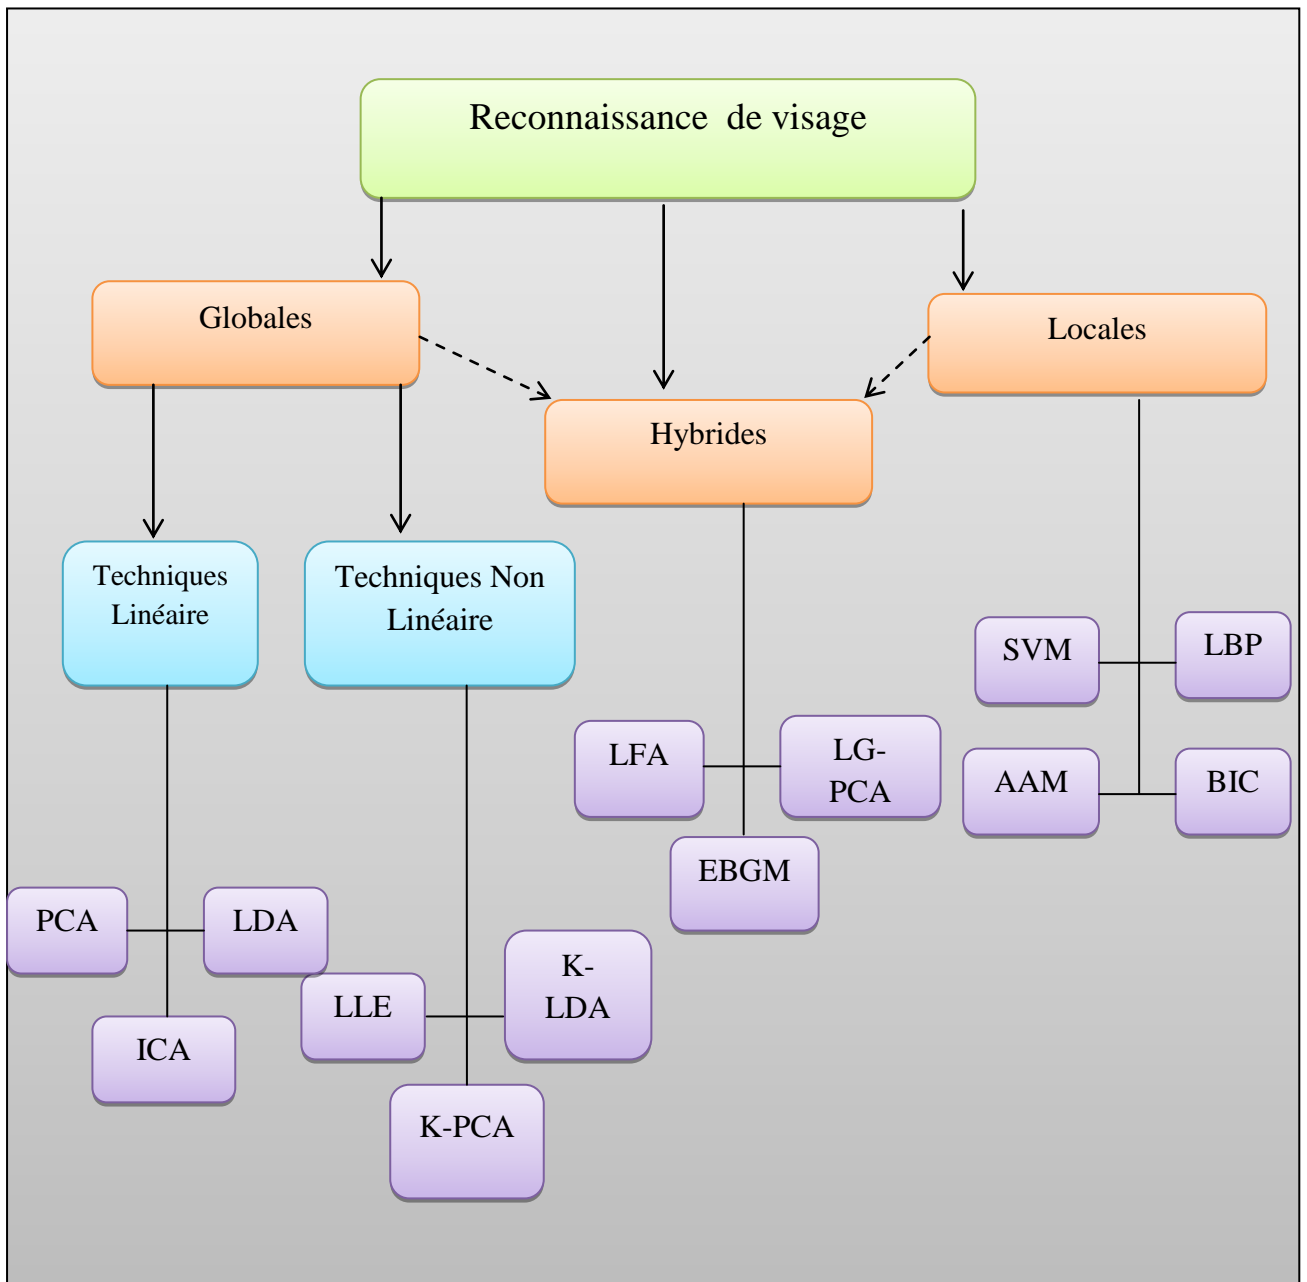 Reconnaissance de visage
Globales
Locales
Hybrides
Techniques
Linéaire
Techniques Non
Linéaire
SVM
LBP
LFA
LG-
PCA
AAM
BIC
EBGM
PCA
LDA
K-
LDA
LLE
ICA
K-PCA